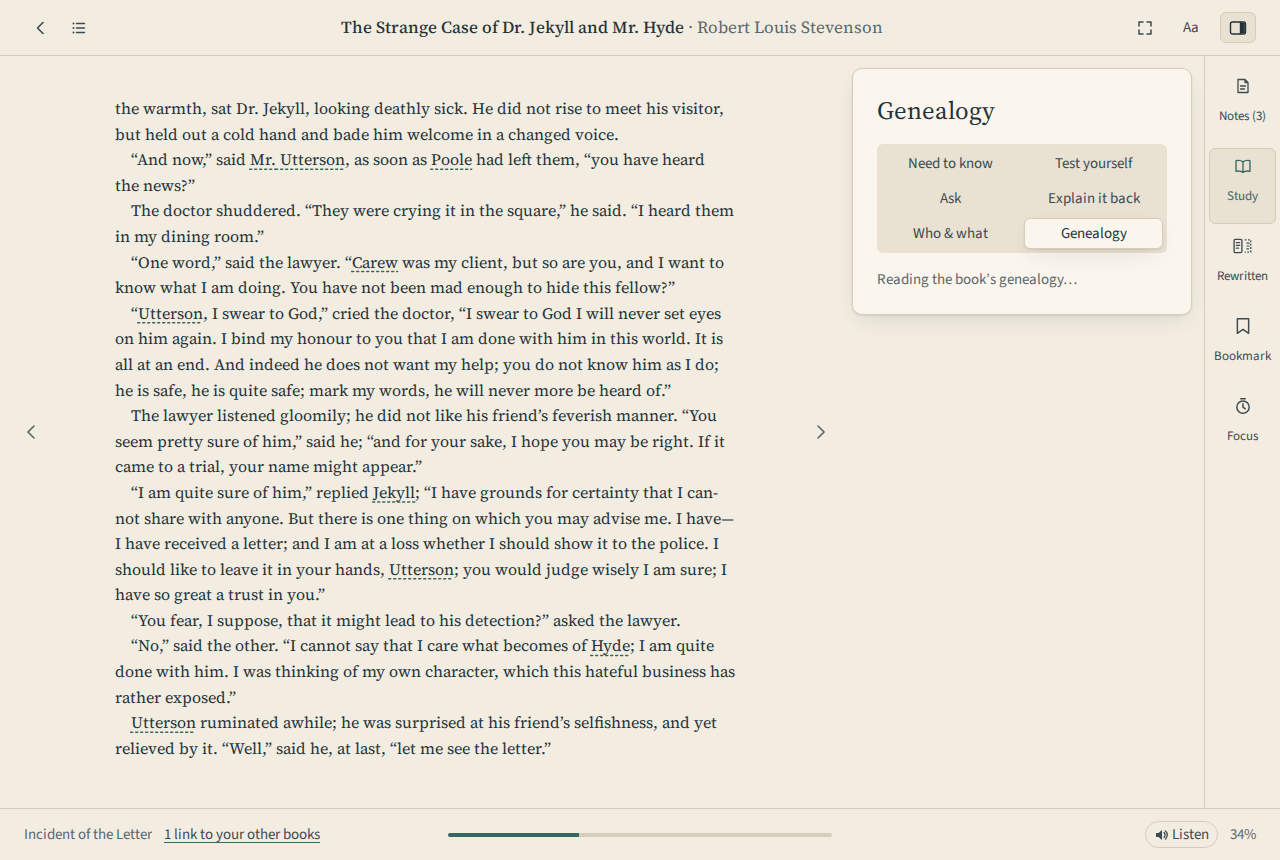 The Strange Case of Dr. Jekyll and Mr. Hyde · Robert Louis Stevenson
Aa
the warmth, sat Dr. Jekyll, looking deathly sick. He did not rise to meet his visitor,
but held out a cold hand and bade him welcome in a changed voice.
“And now,” said Mr. Utterson, as soon as Poole had left them, “you have heard
the news?”
The doctor shuddered. “They were crying it in the square,” he said. “I heard them
in my dining room.”
“One word,” said the lawyer. “Carew was my client, but so are you, and I want to
know what I am doing. You have not been mad enough to hide this fellow?”
“Utterson, I swear to God,” cried the doctor, “I swear to God I will never set eyes
on him again. I bind my honour to you that I am done with him in this world. It is
all at an end. And indeed he does not want my help; you do not know him as I do;
he is safe, he is quite safe; mark my words, he will never more be heard of.”
The lawyer listened gloomily; he did not like his friend’s feverish manner. “You
seem pretty sure of him,” said he; “and for your sake, I hope you may be right. If it
came to a trial, your name might appear.”
“I am quite sure of him,” replied Jekyll; “I have grounds for certainty that I can-
not share with anyone. But there is one thing on which you may advise me. I have—
I have received a letter; and I am at a loss whether I should show it to the police. I
should like to leave it in your hands, Utterson; you would judge wisely I am sure; I
have so great a trust in you.”
“You fear, I suppose, that it might lead to his detection?” asked the lawyer.
“No,” said the other. “I cannot say that I care what becomes of Hyde; I am quite
done with him. I was thinking of my own character, which this hateful business has
rather exposed.”
Utterson ruminated awhile; he was surprised at his friend’s selfishness, and yet
relieved by it. “Well,” said he, at last, “let me see the letter.”
Genealogy
Need to know
Test yourself
Ask
Explain it back
Who & what
Genealogy
Reading the book’s genealogy…
Notes (3)
Study
Rewritten
Bookmark
Focus
Incident of the Letter
1 link to your other books
Listen
34%